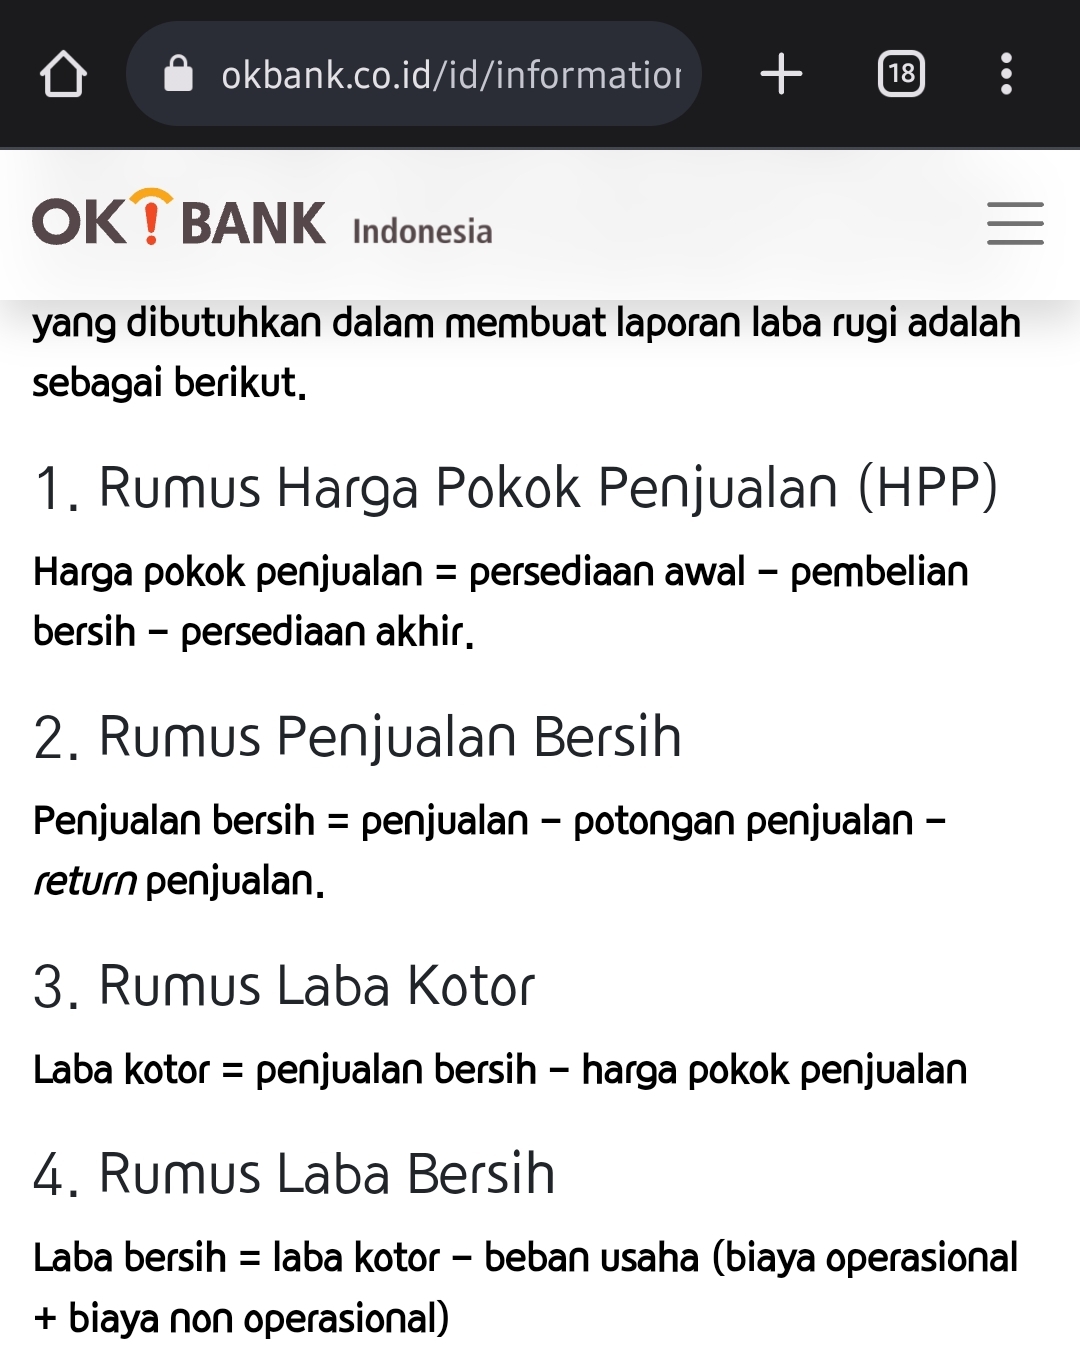 okbank.co.id/id/information
18
OK! BANK Indonesia
yang dibutuhkan dalam membuat laporan laba rugi adalah
sebagai berikut.
1. Rumus Harga Pokok Penjualan (HPP)
Harga pokok penjualan = persediaan awal – pembelian
bersih – persediaan akhir.
2. Rumus Penjualan Bersih
Penjualan bersih = penjualan – potongan penjualan –
return penjualan.
3. Rumus Laba Kotor
Laba kotor = penjualan bersih – harga pokok penjualan
4. Rumus Laba Bersih
Laba bersih = laba kotor – beban usaha (biaya operasional
+ biaya non operasional)